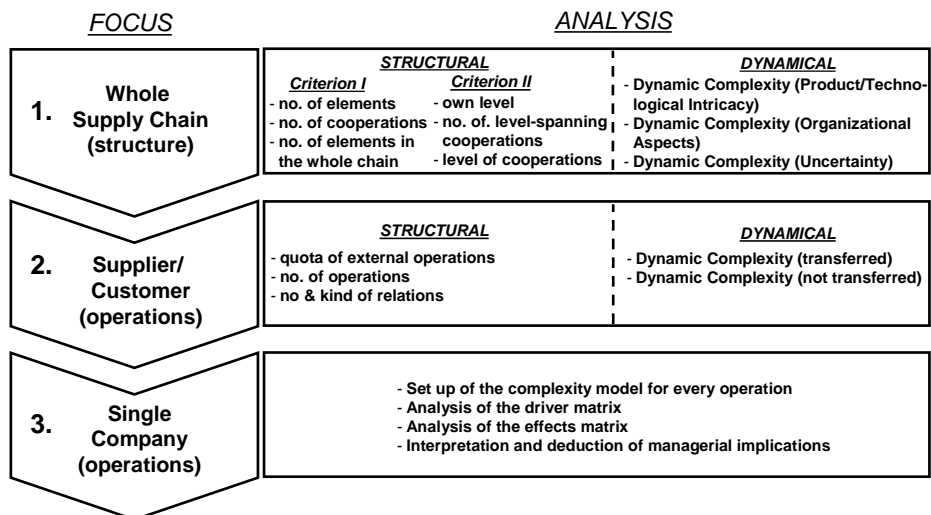 FOCUS
ANALYSIS
1.
Whole
Supply Chain
(structure)
STRUCTURAL
Criterion I
- no. of elements
- no. of cooperations
- no. of elements in
the whole chain
Criterion II
- own level
- no. of. level-spanning
cooperations
- level of cooperations
DYNAMICAL
- Dynamic Complexity (Product/Techno-
logical Intricacy)
- Dynamic Complexity (Organizational
Aspects)
- Dynamic Complexity (Uncertainty)
2.
Supplier/
Customer
(operations)
STRUCTURAL
- quota of external operations
- no. of operations
- no & kind of relations
DYNAMICAL
- Dynamic Complexity (transferred)
- Dynamic Complexity (not transferred)
3.
Single
Company
(operations)
- Set up of the complexity model for every operation
- Analysis of the driver matrix
- Analysis of the effects matrix
- Interpretation and deduction of managerial implications